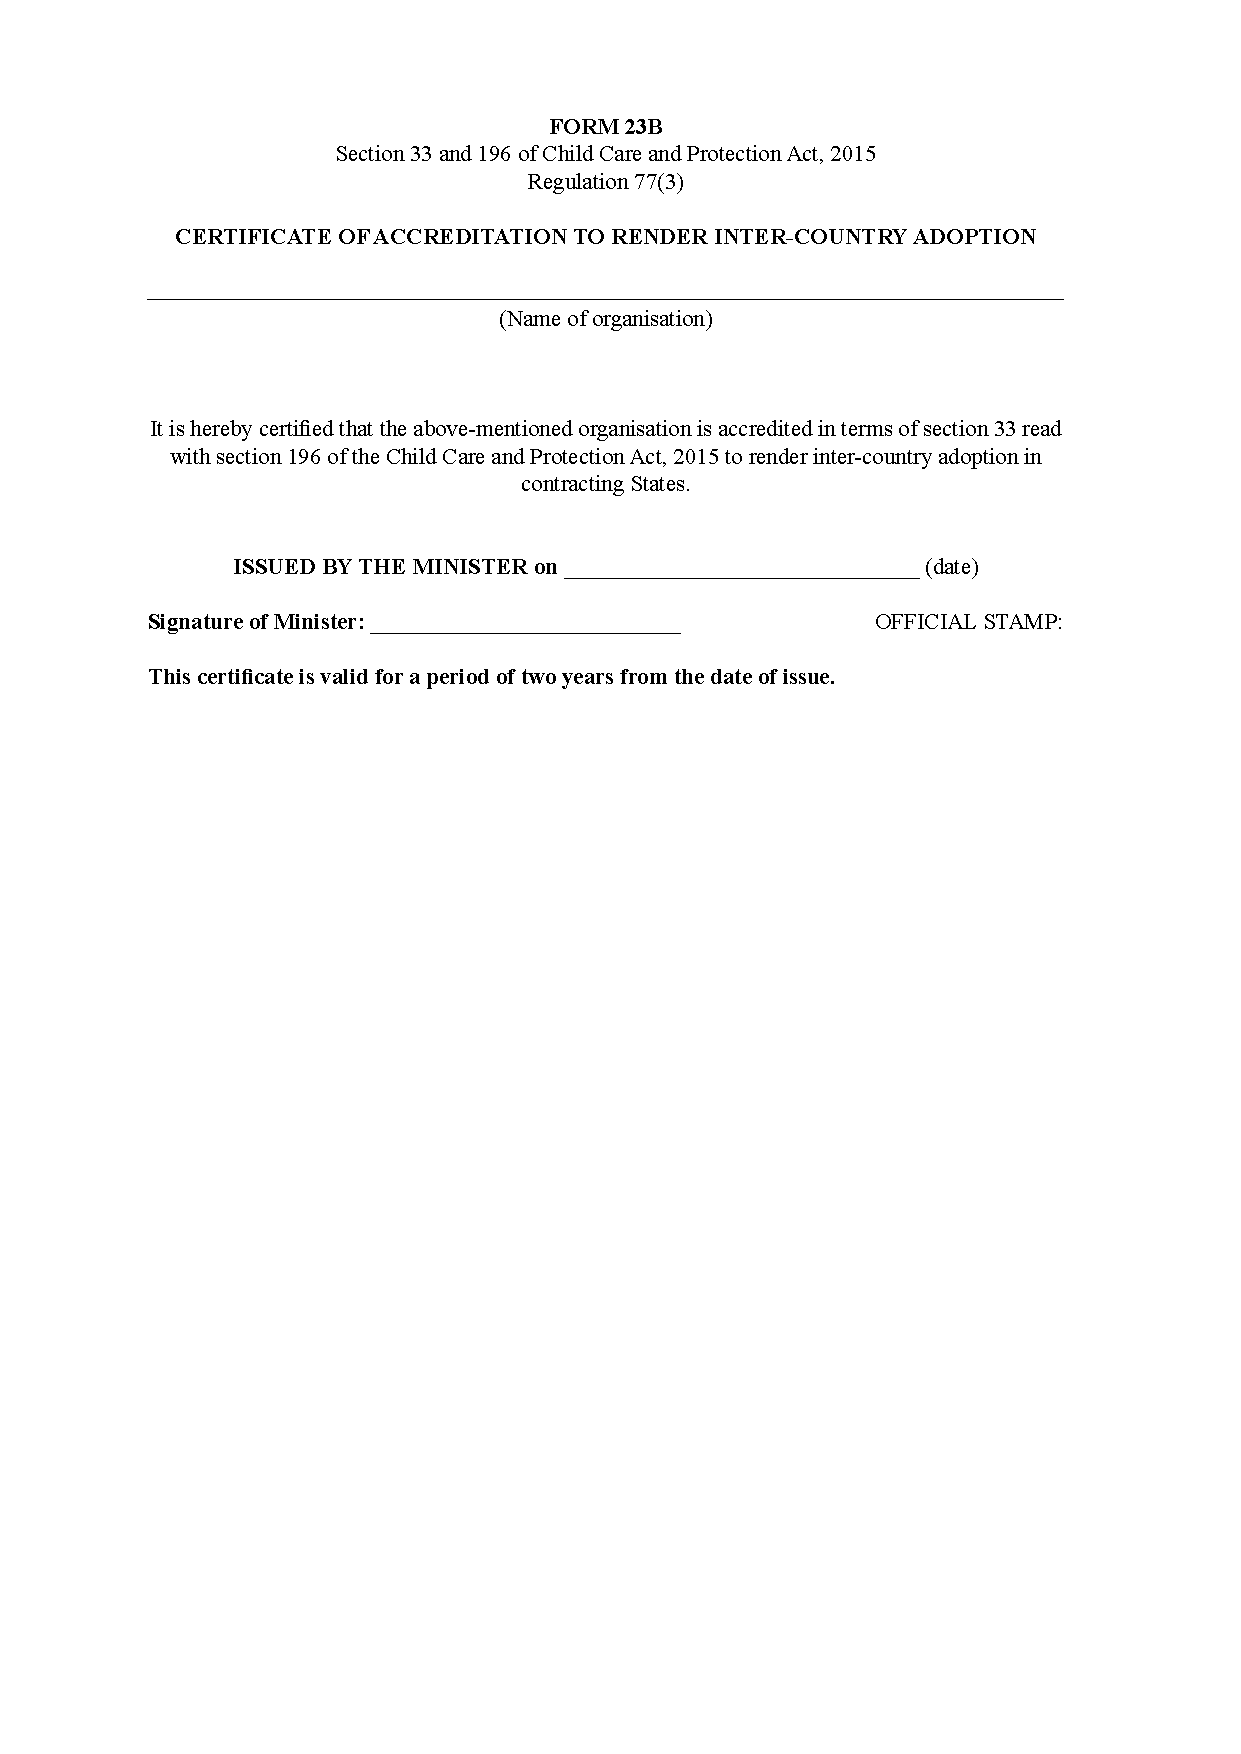 FORM 23B
Section 33 and 196 of Child Care and Protection Act, 2015
Regulation 77(3)
CERTIFICATE OF ACCREDITATION TO RENDER INTER-COUNTRY ADOPTION
(Name of organisation)
It is hereby certified that the above-mentioned organisation is accredited in terms of section 33 read
with section 196 of the Child Care and Protection Act, 2015 to render inter-country adoption in
contracting States.
ISSUED BY THE MINISTER on ________________________________ (date)
Signature of Minister: ____________________________ OFFICIAL STAMP:
This certificate is valid for a period of two years from the date of issue.